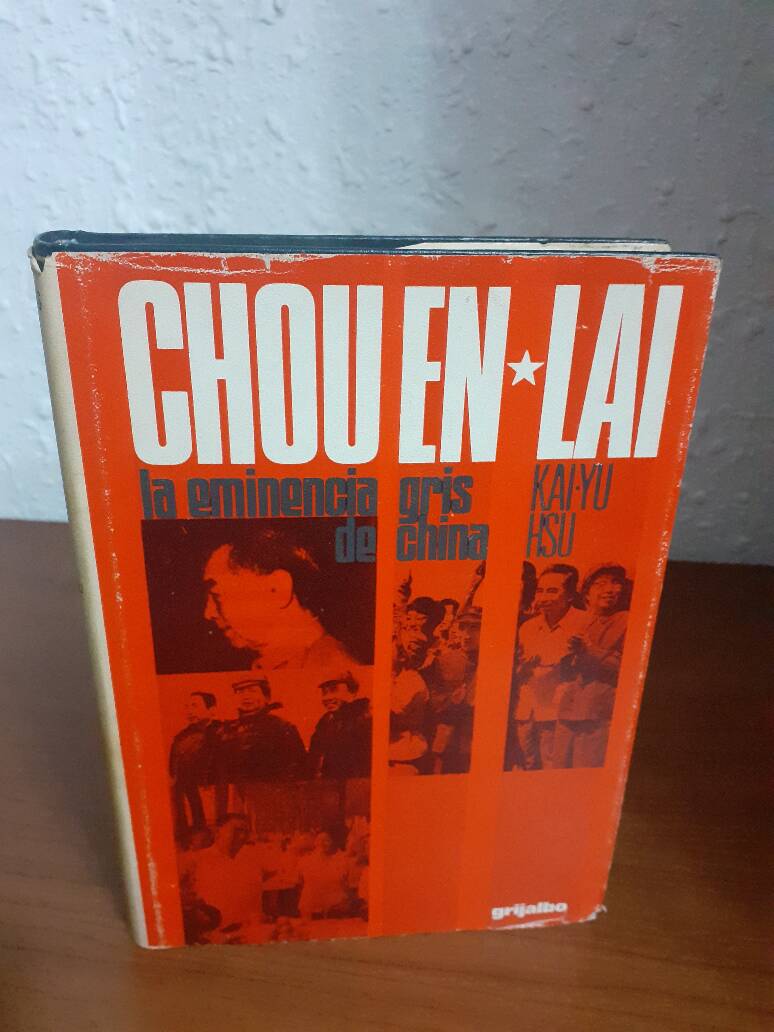 CHOU EN★LAI
la eminencia gris
de china
KAI-YU
HSU
grijalbo